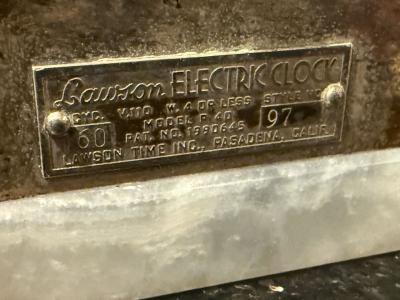 Lawson ELECTRIC CLOCK
CYC. V.110 W. 4 OR LESS STYLE NO.
60 MODEL P 40 97
PAT. NO. 1990645
LAWSON TIME INC., PASADENA, CALIF.